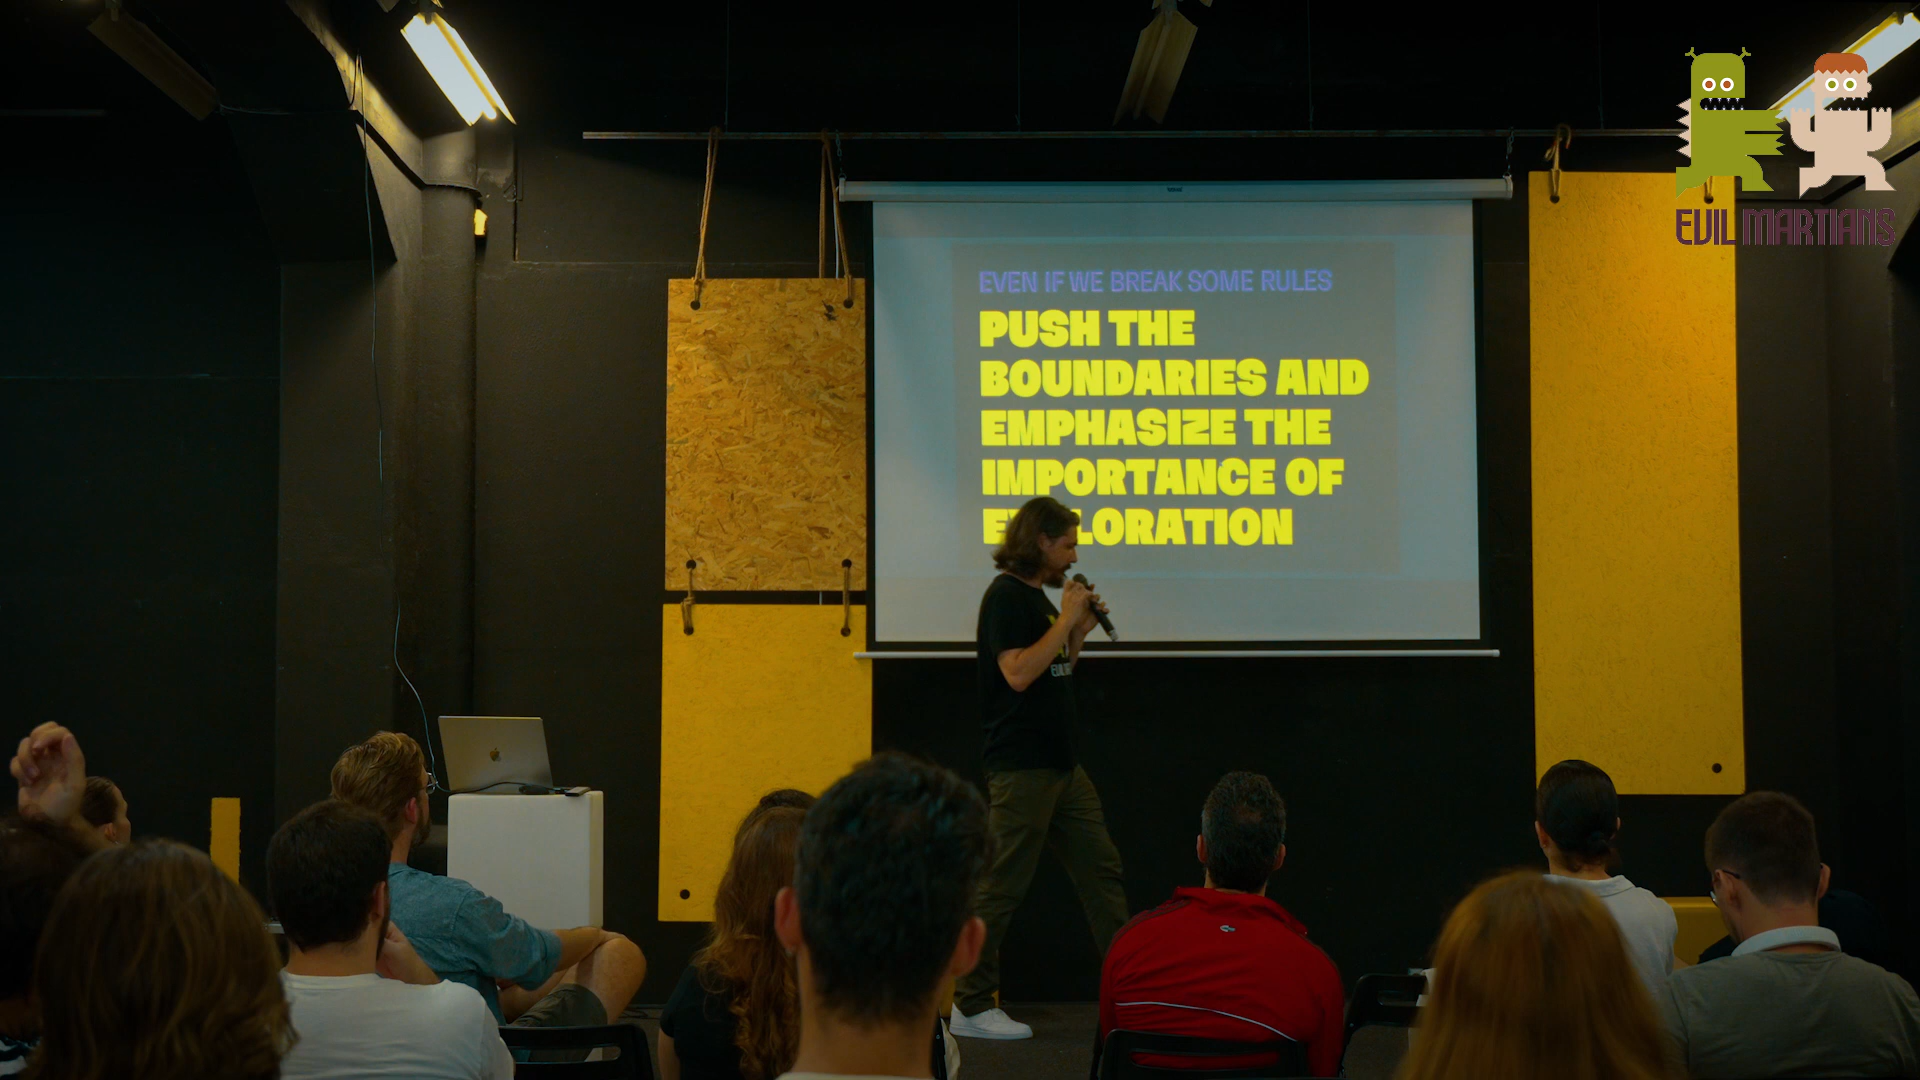 EVIL MARTIANS
EVEN IF WE BREAK SOME RULES
PUSH THE
BOUNDARIES AND
EMPHASIZE THE
IMPORTANCE OF